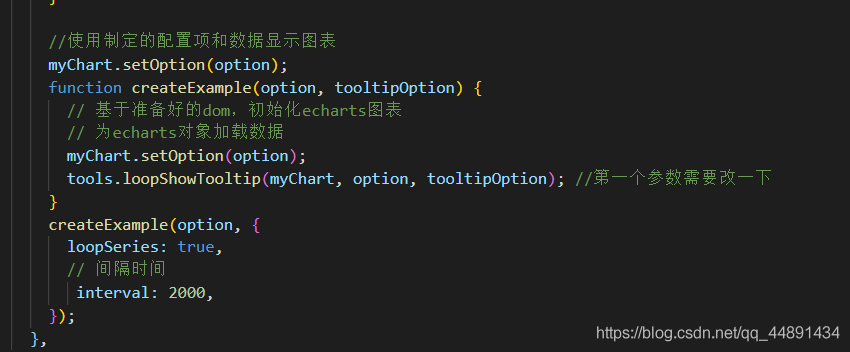 }
//使用制定的配置项和数据显示图表
myChart.setOption(option);
function createExample(option, tooltipOption) {
// 基于准备好的dom，初始化echarts图表
// 为echarts对象加载数据
myChart.setOption(option);
tools.loopShowTooltip(myChart, option, tooltipOption); //第一个参数需要改一下
}
createExample(option, {
loopSeries: true,
// 间隔时间
interval: 2000,
});
},
https://blog.csdn.net/qq_44891434